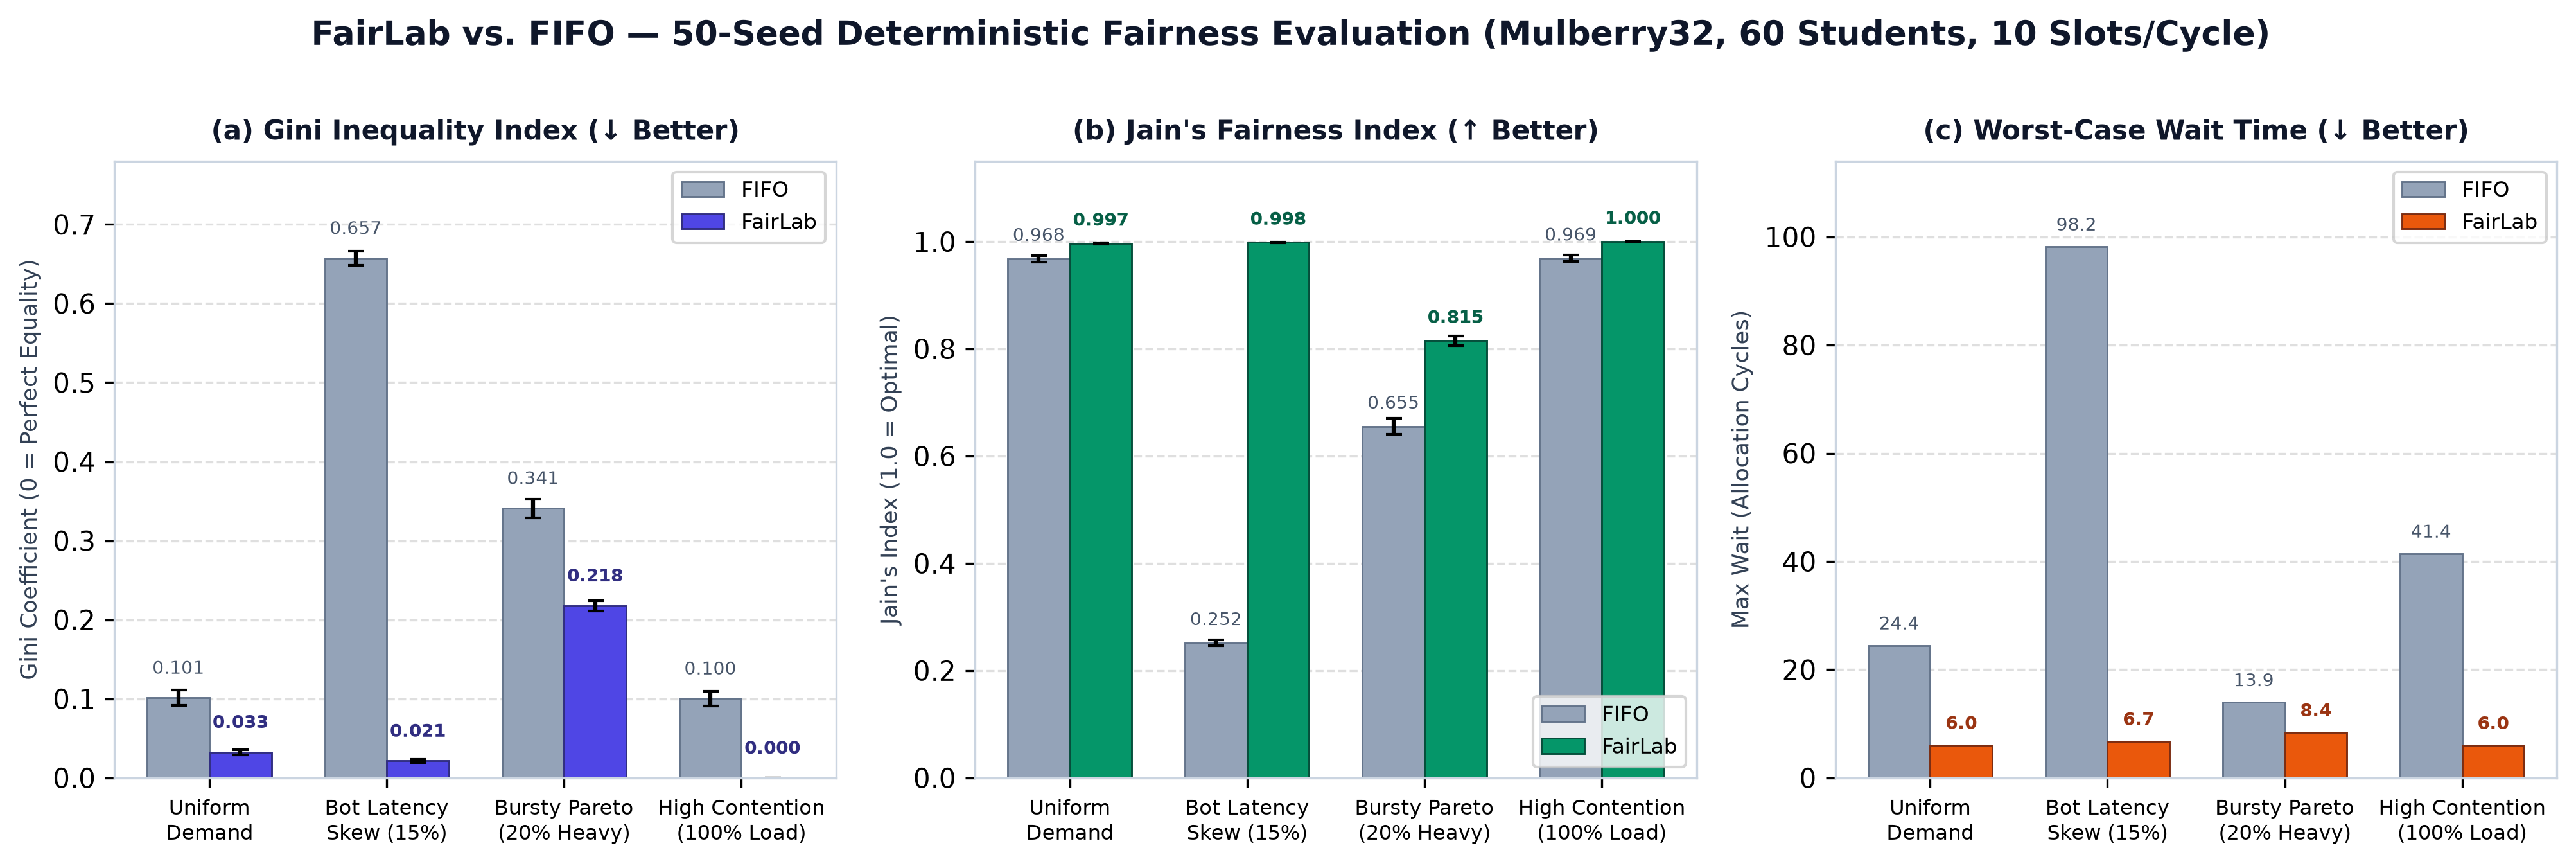 FairLab vs. FIFO — 50-Seed Deterministic Fairness Evaluation (Mulberry32, 60 Students, 10 Slots/Cycle)
(a) Gini Inequality Index (↓ Better)
Gini Coefficient (0 = Perfect Equality)
FIFO
FairLab
0.7
0.6
0.5
0.4
0.3
0.2
0.1
0.0
0.101
0.033
0.657
0.021
0.341
0.218
0.100
0.000
Uniform
Demand
Bot Latency
Skew (15%)
Bursty Pareto
(20% Heavy)
High Contention
(100% Load)
(b) Jain's Fairness Index (↑ Better)
Jain's Index (1.0 = Optimal)
1.0
0.8
0.6
0.4
0.2
0.0
0.968
0.997
0.252
0.998
0.655
0.815
0.969
1.000
FIFO
FairLab
Uniform
Demand
Bot Latency
Skew (15%)
Bursty Pareto
(20% Heavy)
High Contention
(100% Load)
(c) Worst-Case Wait Time (↓ Better)
Max Wait (Allocation Cycles)
FIFO
FairLab
100
80
60
40
20
0
24.4
6.0
98.2
6.7
13.9
8.4
41.4
6.0
Uniform
Demand
Bot Latency
Skew (15%)
Bursty Pareto
(20% Heavy)
High Contention
(100% Load)